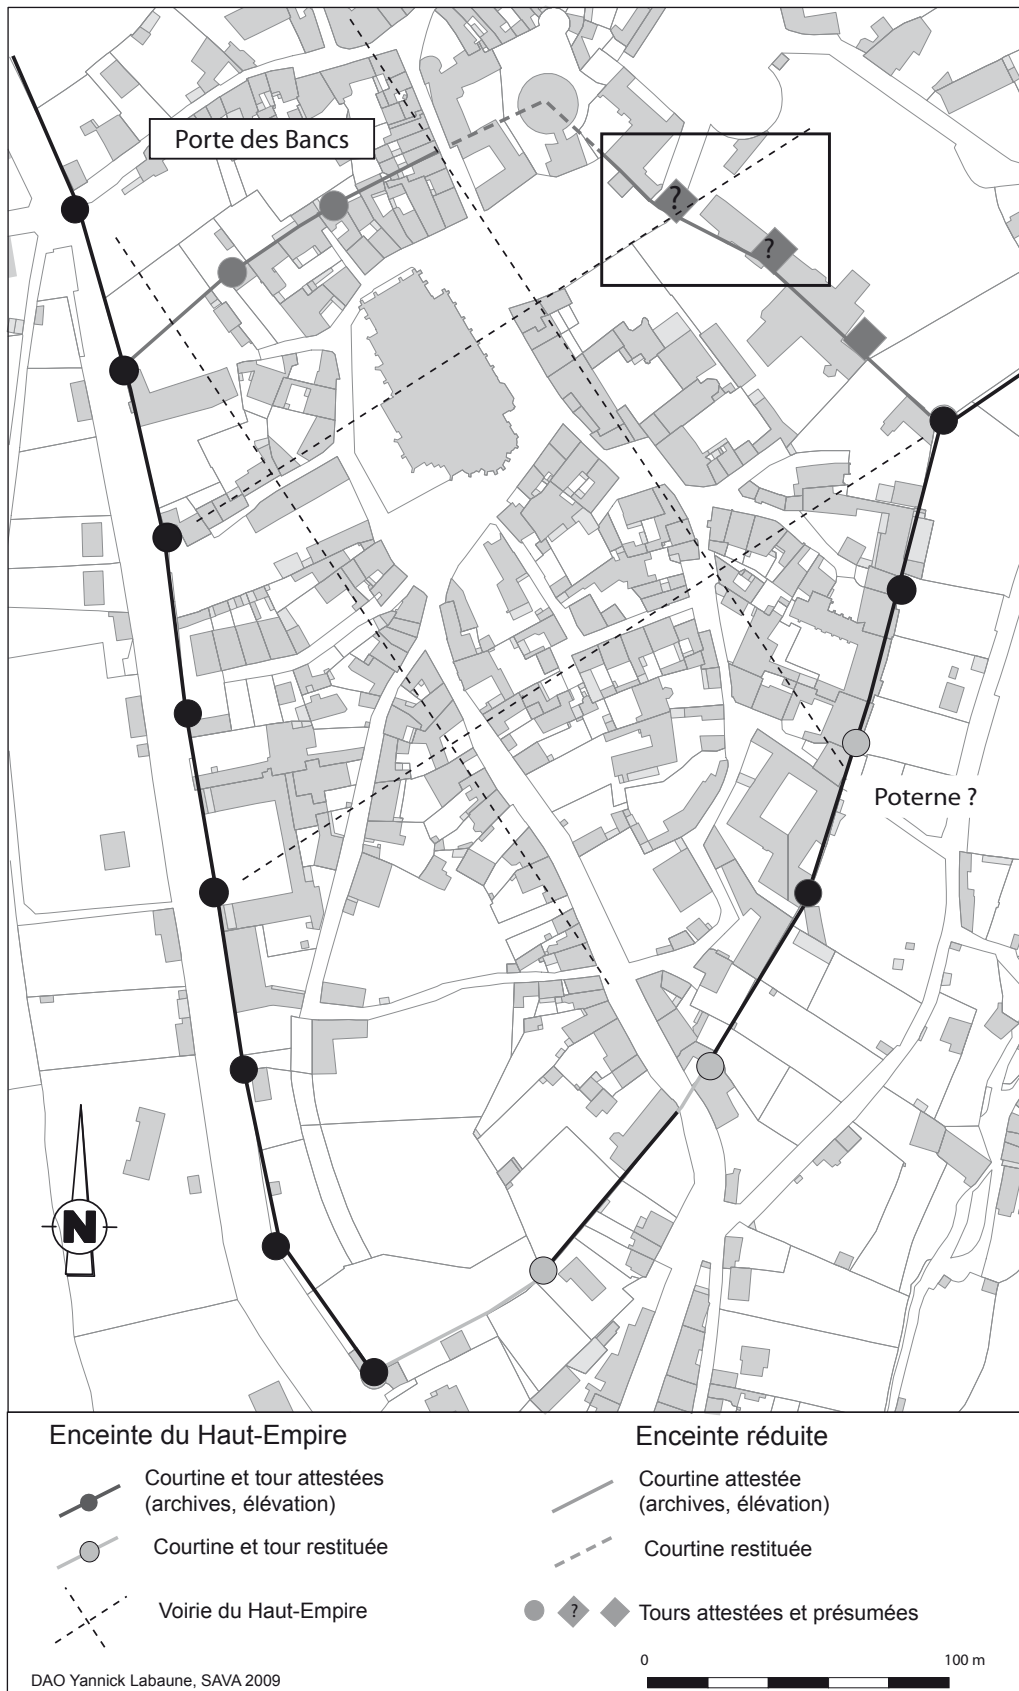 Porte des Bancs
?
?
Poterne ?
N
Enceinte du Haut-Empire
Courtine et tour attestées
(archives, élévation)
Courtine et tour restituée
Voirie du Haut-Empire
DAO Yannick Labaune, SAVA 2009
Enceinte réduite
Courtine attestée
(archives, élévation)
Courtine restituée
? Tours attestées et présumées
0 100 m